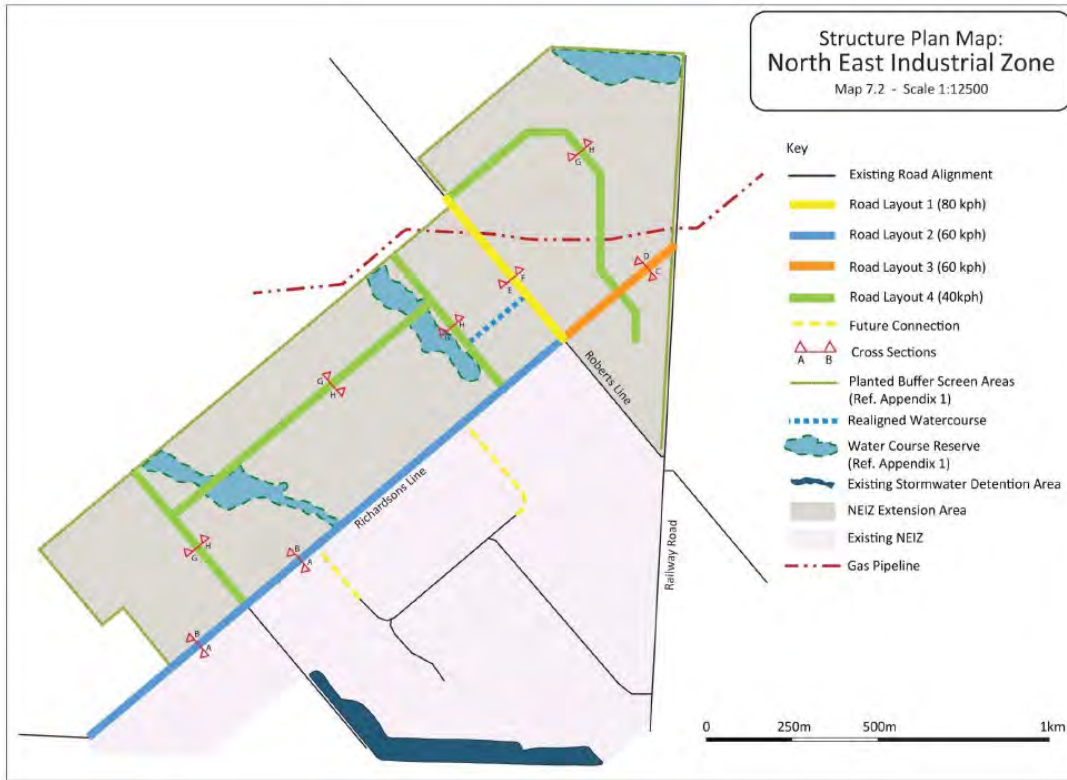 Structure Plan Map:
North East Industrial Zone
Map 7.2 - Scale 1:12500
Key
Existing Road Alignment
Road Layout 1 (80 kph)
Road Layout 2 (60 kph)
Road Layout 3 (60 kph)
Road Layout 4 (40kph)
Future Connection
Cross Sections
A B
Planted Buffer Screen Areas
(Ref. Appendix 1)
Realigned Watercourse
Water Course Reserve
(Ref. Appendix 1)
Existing Stormwater Detention Area
NEIZ Extension Area
Existing NEIZ
Gas Pipeline
H
G
D
C
F
E
H
G
H
Roberts Line
Richardsons Line
Railway Road
H
G
B
A
B
A
0 250m 500m 1km